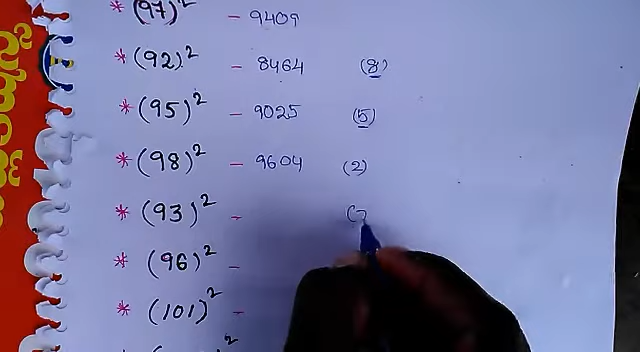 * (97)² - 9409
* (92)² - 8464 (8)
* (95)² - 9025 (5)
* (98)² - 9604 (2)
* (93)² - (7
* (96)² -
* (101)² -